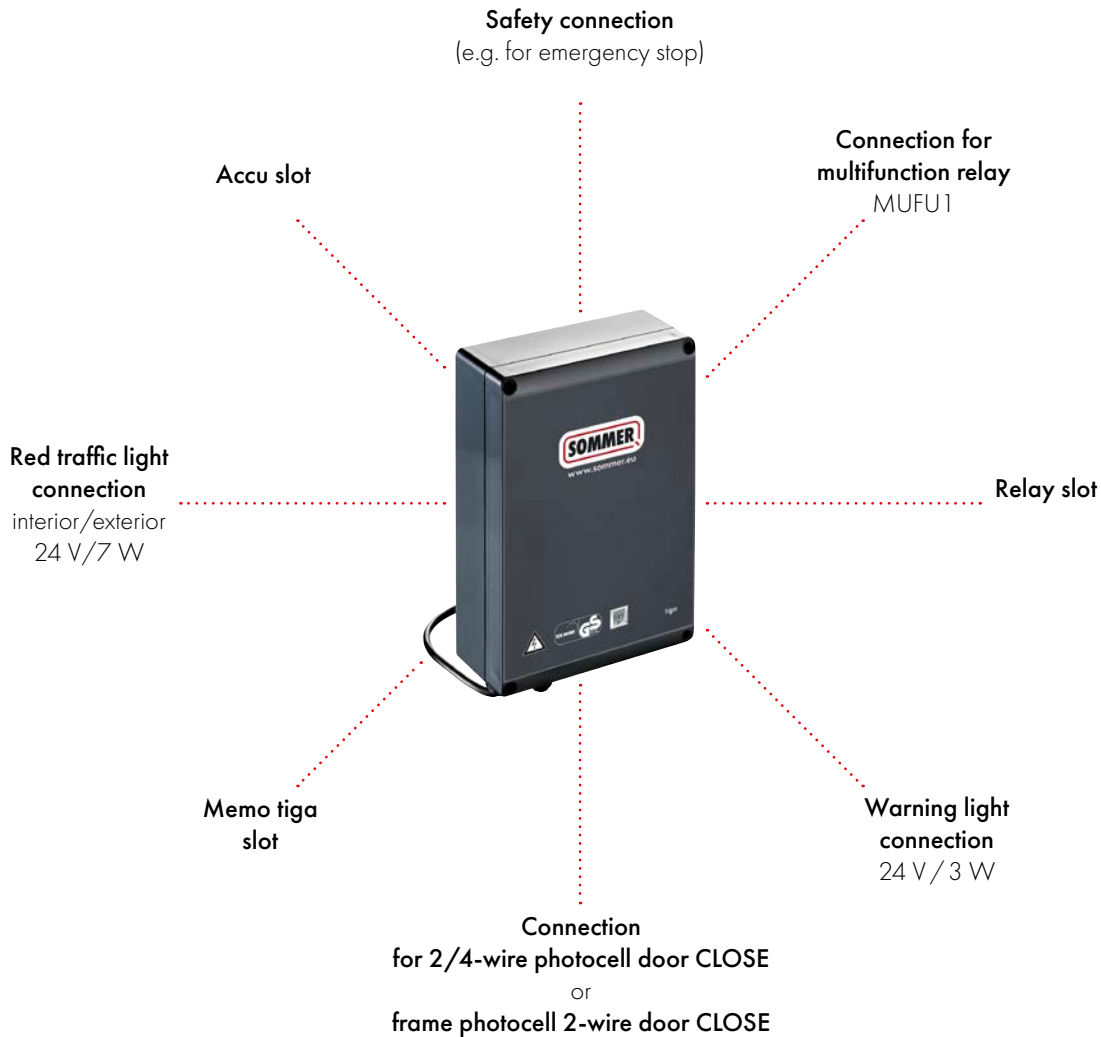 Safety connection
(e.g. for emergency stop)
Connection for
multifunction relay
MUFU1
Accu slot
SOMMER
www.sommer.eu
Red traffic light
connection
interior/exterior
24 V/7 W
Relay slot
GS
tiga
Memo tiga
slot
Warning light
connection
24 V / 3 W
Connection
for 2/4-wire photocell door CLOSE
or
frame photocell 2-wire door CLOSE